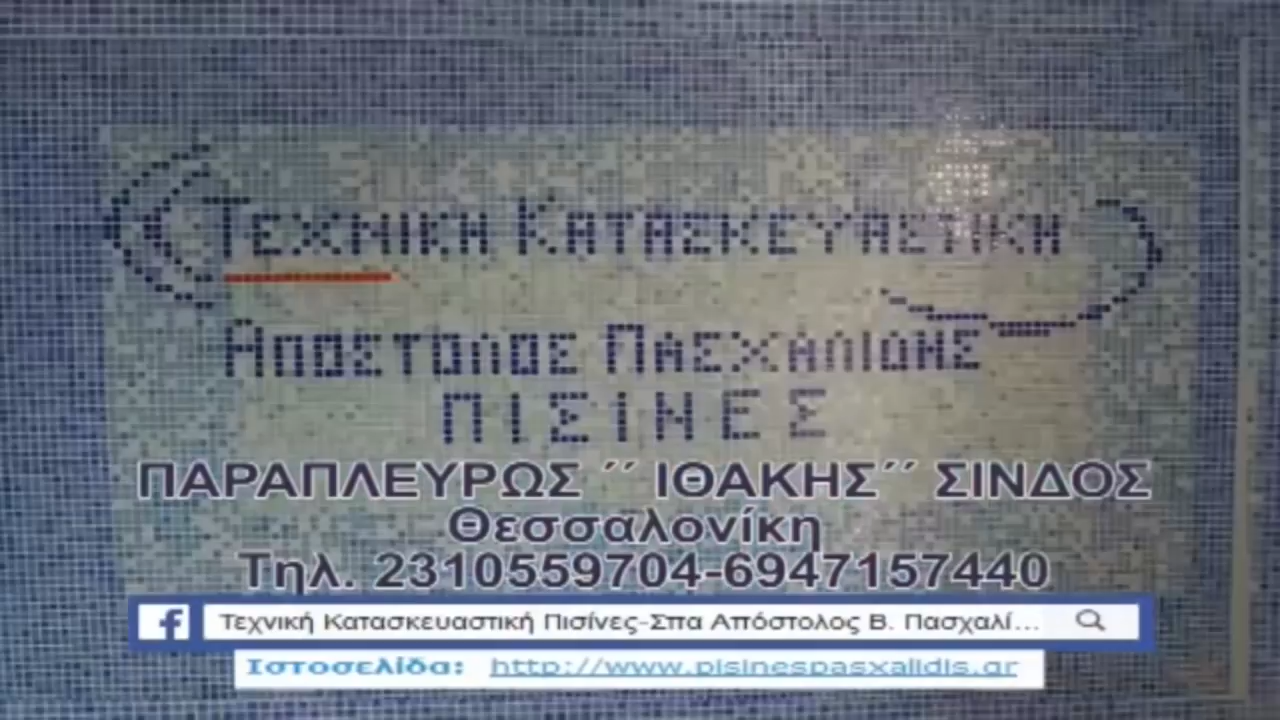 ΤΕΧΝΙΚΗ ΚΑΤΑΣΚΕΥΑΣΤΙΚΗ
ΑΠΟΣΤΟΛΟΣ ΠΑΣΧΑΛΙΔΗΣ
ΠΙΣΙΝΕΣ
ΠΑΡΑΠΛΕΥΡΩΣ ´´ ΙΘΑΚΗΣ´´ ΣΙΝΔΟΣ
Θεσσαλονίκη
Τηλ. 2310559704-6947157440
f Τεχνική Κατασκευαστική Πισίνες-Σπα Απόστολος Β. Πασχαλί...
Ιστοσελίδα: http://www.pisinespasxalidis.gr